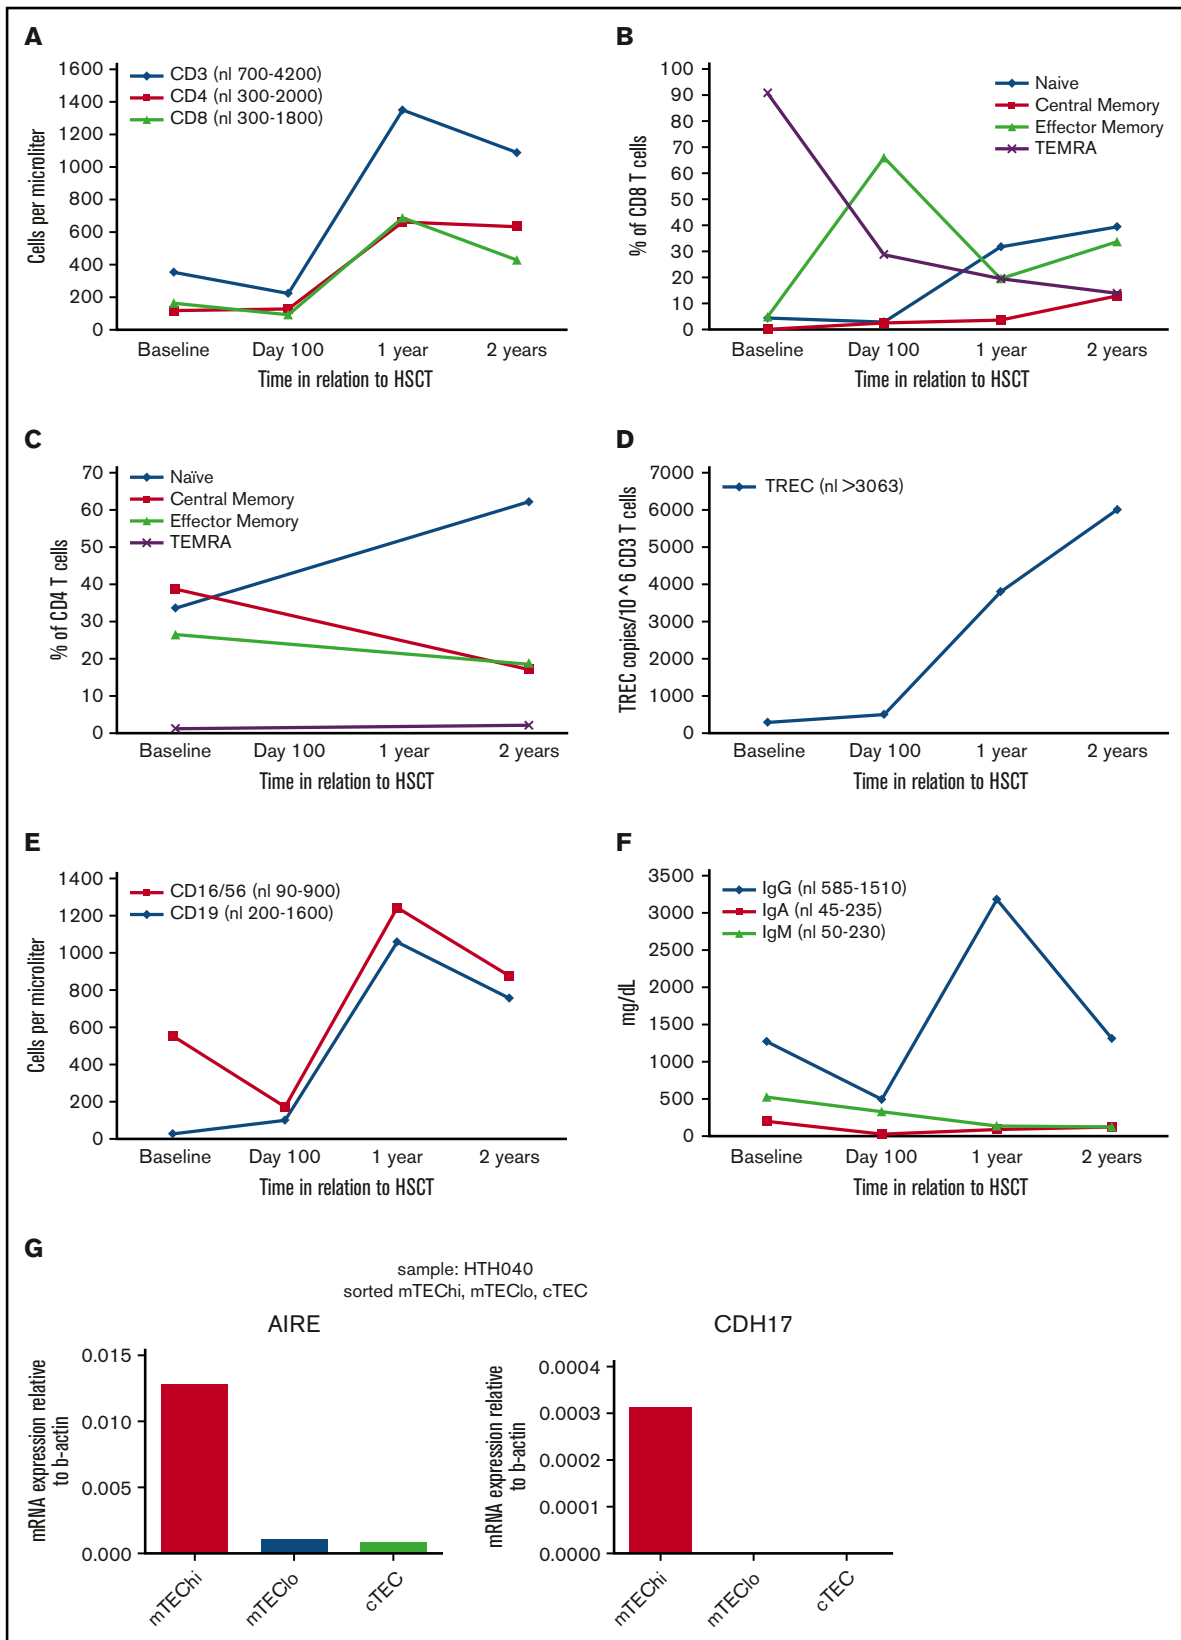 A
CD3 (nl 700-4200)
CD4 (nl 300-2000)
CD8 (nl 300-1800)
Cells per microliter
1600
1400
1200
1000
800
600
400
200
0
Baseline Day 100 1 year 2 years
Time in relation to HSCT
B
Naive
Central Memory
Effector Memory
TEMRA
% of CD8 T cells
100
90
80
70
60
50
40
30
20
10
0
Baseline Day 100 1 year 2 years
Time in relation to HSCT
C
Naïve
Central Memory
Effector Memory
TEMRA
% of CD4 T cells
70
60
50
40
30
20
10
0
Baseline Day 100 1 year 2 years
Time in relation to HSCT
D
TREC (nl >3063)
TREC copies/10^6 CD3 T cells
7000
6000
5000
4000
3000
2000
1000
0
Baseline Day 100 1 year 2 years
Time in relation to HSCT
E
CD16/56 (nl 90-900)
CD19 (nl 200-1600)
Cells per microliter
1400
1200
1000
800
600
400
200
0
Baseline Day 100 1 year 2 years
Time in relation to HSCT
F
IgG (nl 585-1510)
IgA (nl 45-235)
IgM (nl 50-230)
mg/dL
3500
3000
2500
2000
1500
1000
500
0
Baseline Day 100 1 year 2 years
Time in relation to HSCT
G
sample: HTH040
sorted mTEChi, mTEClo, cTEC
AIRE
mRNA expression relative
to b-actin
0.015
0.010
0.005
0.000
mTEChi mTEClo cTEC
CDH17
mRNA expression relative
to b-actin
0.0004
0.0003
0.0002
0.0001
0.0000
mTEChi mTEClo cTEC